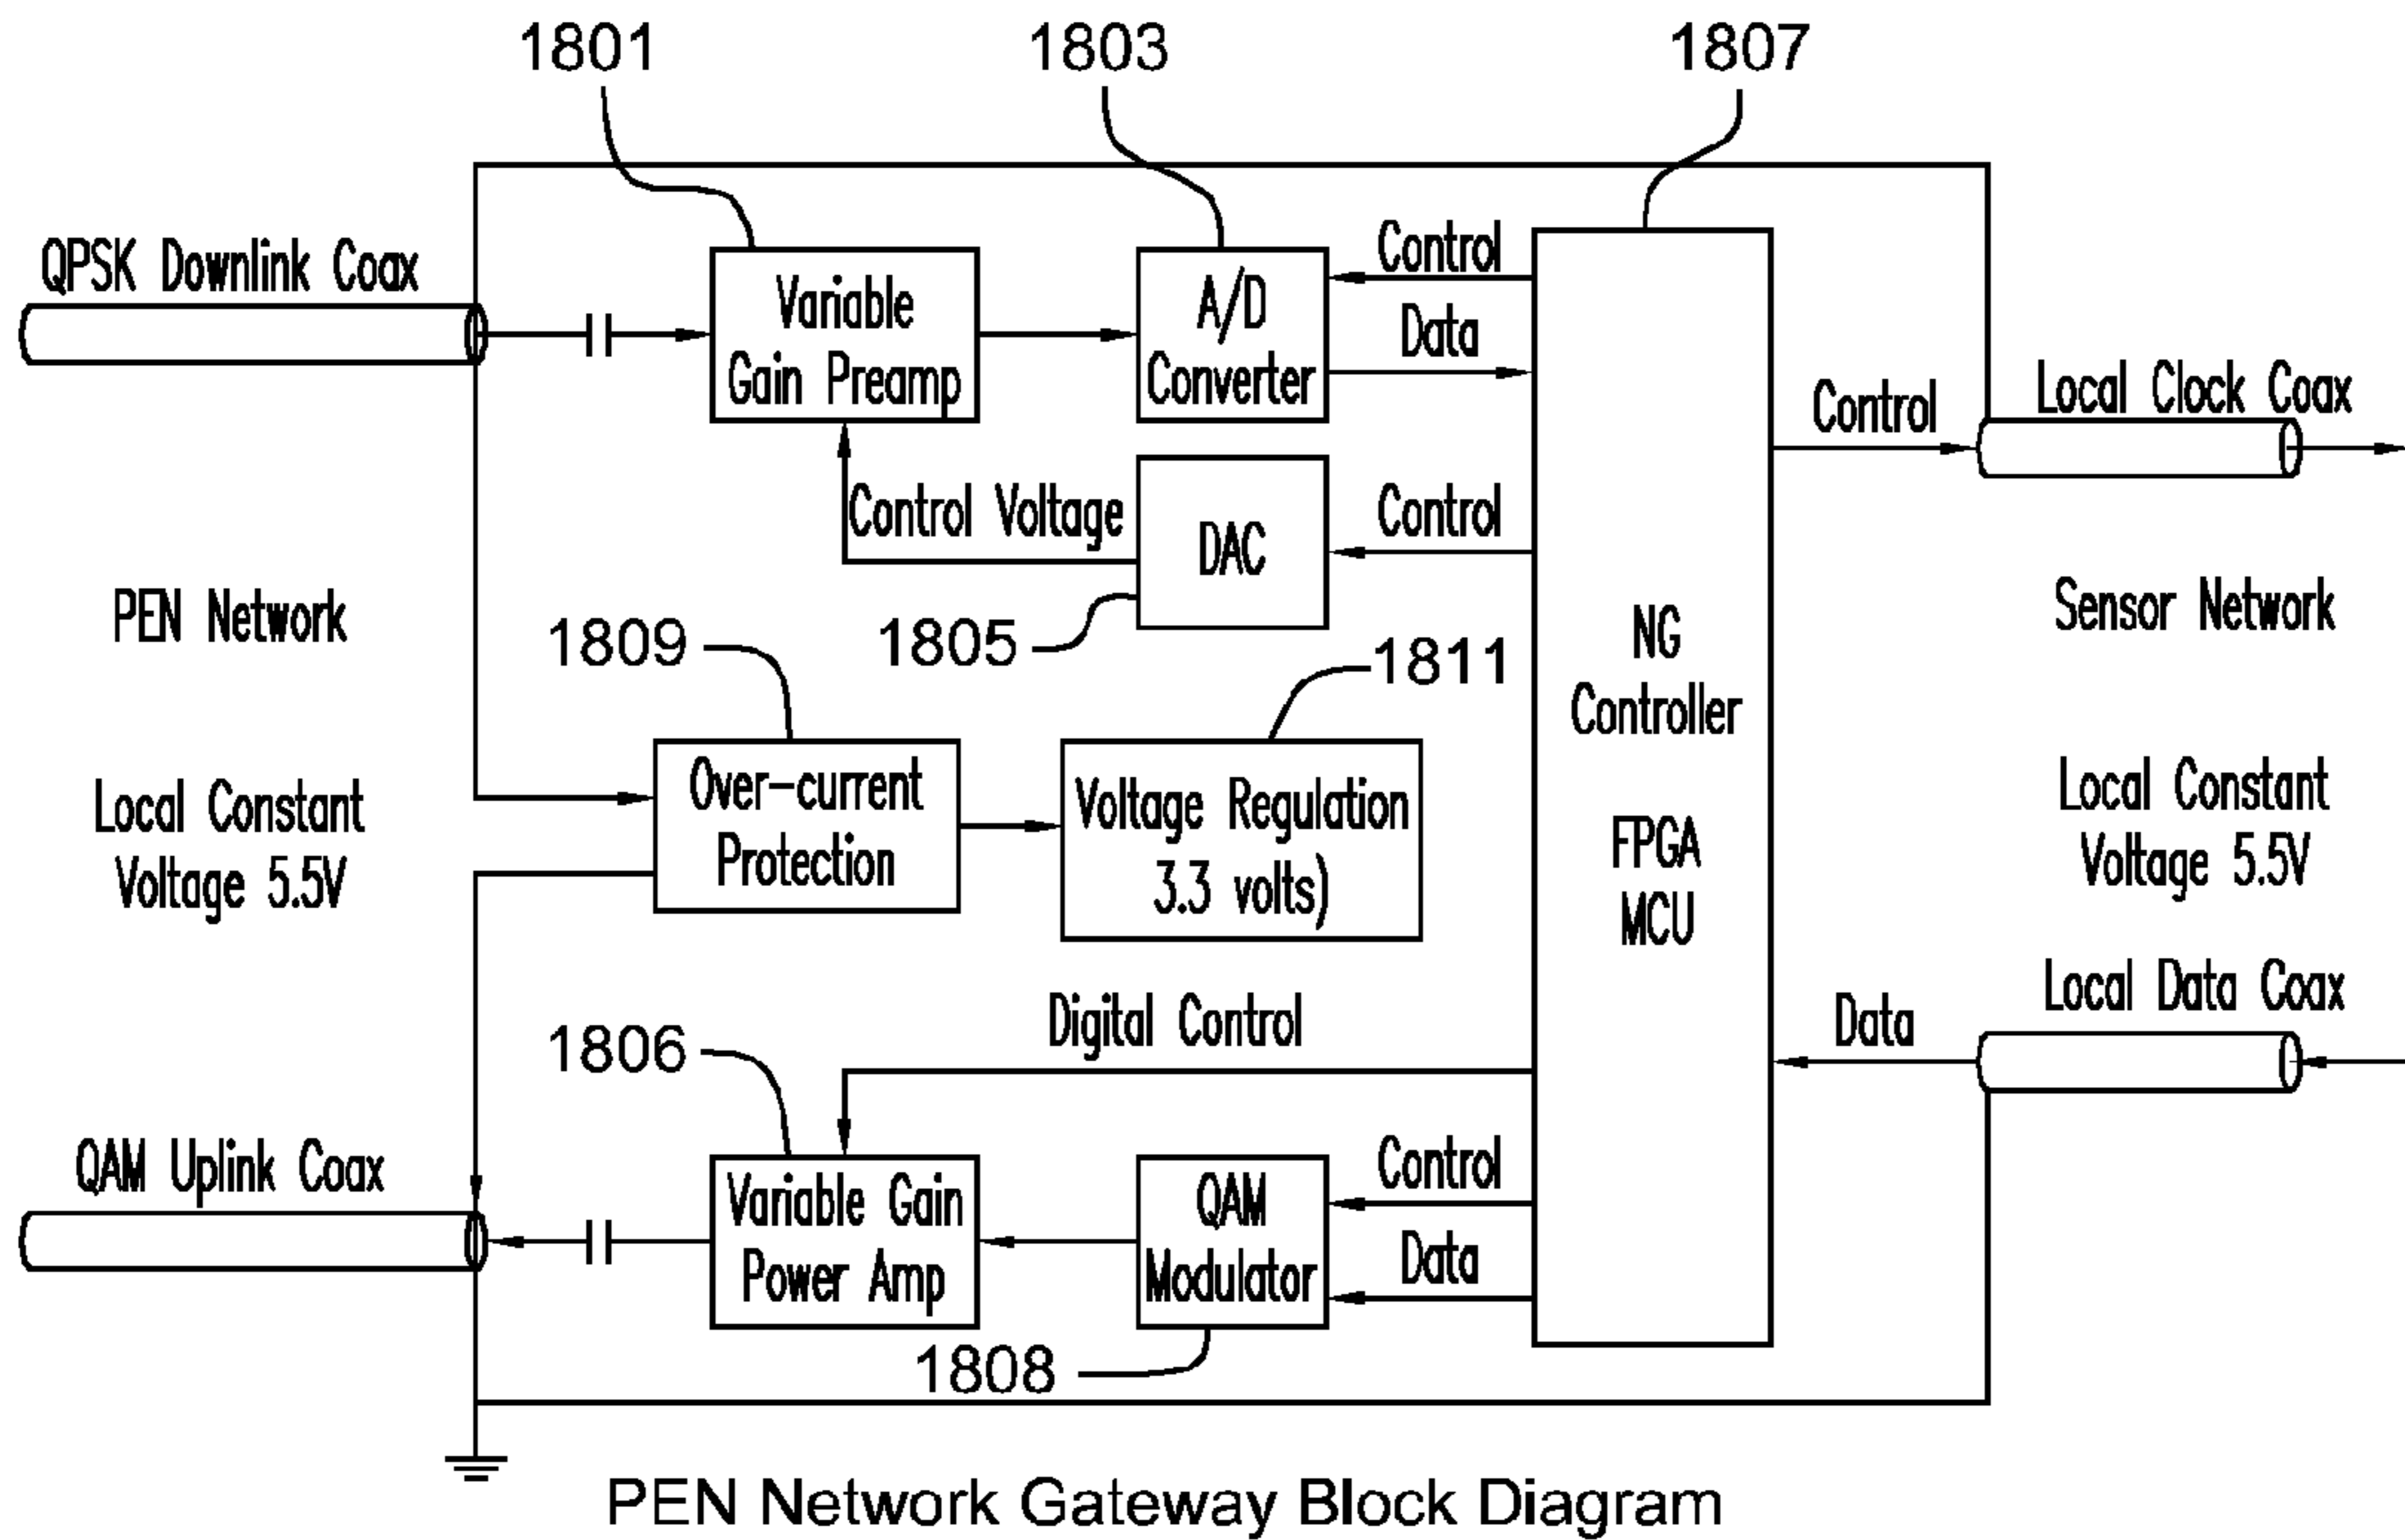 1801
1803
1807
QPSK Downlink Coax
Variable
Gain Preamp
A/D
Converter
Control
Data
Control
Local Clock Coax
Control Voltage
DAC
Control
PEN Network
1809
1805
1811
NG
Controller
FPGA
MCU
Sensor Network
Local Constant
Voltage 5.5V
Over-current
Protection
Voltage Regulation
3.3 volts)
Local Constant
Voltage 5.5V
1806
Digital Control
Data
Local Data Coax
QAM Uplink Coax
Variable Gain
Power Amp
QAM
Modulator
Control
Data
1808
PEN Network Gateway Block Diagram